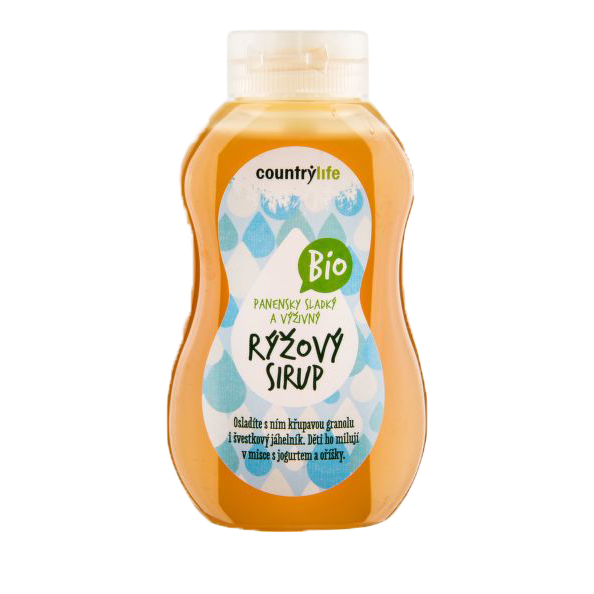 countrylife
Bio
PANENSKY SLADKÝ
A VÝŽIVNÝ
RÝŽOVÝ
SIRUP
Osladíte s ním křupavou granolu
i švestkový jáhelník. Děti ho milují
v misce s jogurtem a oříšky.